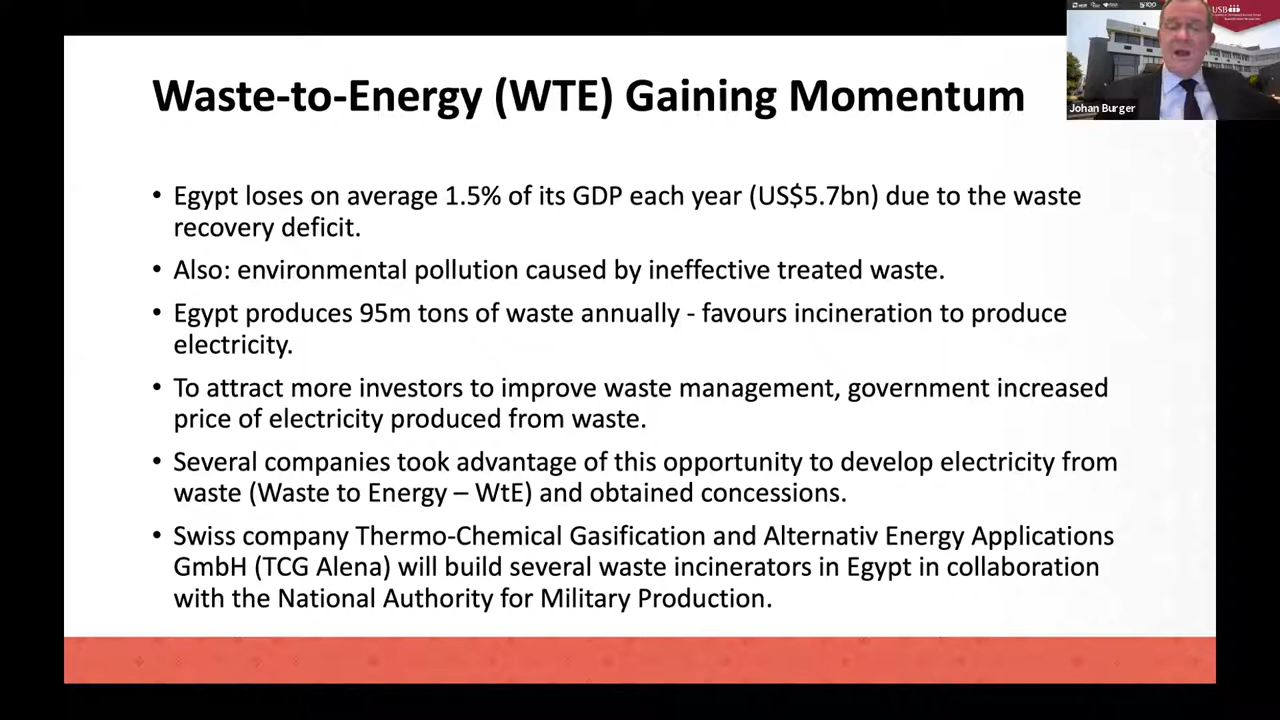 Waste-to-Energy (WTE) Gaining Momentum
• Egypt loses on average 1.5% of its GDP each year (US$5.7bn) due to the waste
recovery deficit.
• Also: environmental pollution caused by ineffective treated waste.
• Egypt produces 95m tons of waste annually - favours incineration to produce
electricity.
• To attract more investors to improve waste management, government increased
price of electricity produced from waste.
• Several companies took advantage of this opportunity to develop electricity from
waste (Waste to Energy – WtE) and obtained concessions.
• Swiss company Thermo-Chemical Gasification and Alternativ Energy Applications
GmbH (TCG Alena) will build several waste incinerators in Egypt in collaboration
with the National Authority for Military Production.
USB
Johan Burger